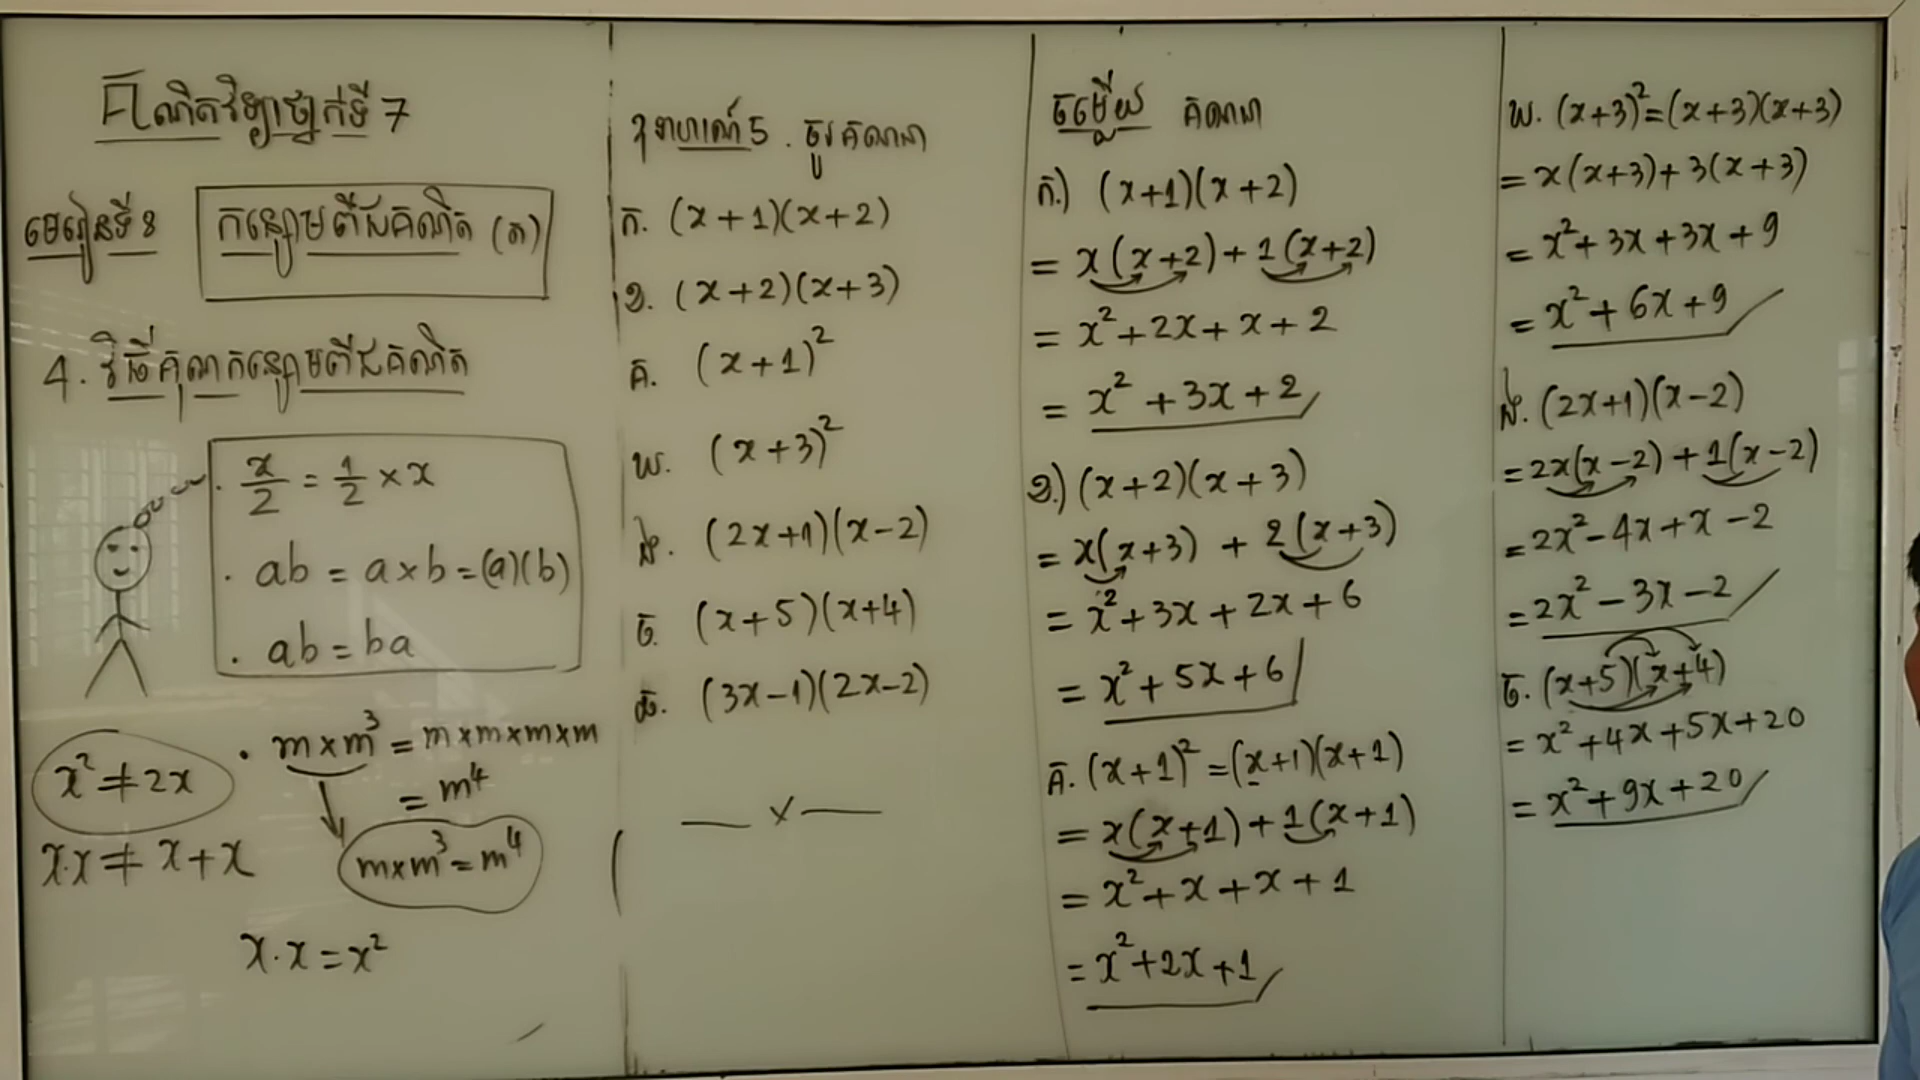 គណិតវិទ្យាថ្នាក់ទី 7
មេរៀនទី 8
កន្សោមពីជគណិត (ត)
4. វិធីគុណកន្សោមពីជគណិត
. x/2 = 1/2 × x
. ab = a×b = (a)(b)
. ab = ba
x² ≠ 2x
x.x ≠ x + x
. m×m³ = m×m×m×m
= m⁴
m×m³ = m⁴
x.x = x²
ឧទាហរណ៍ 5 . ចូរគណនា
ក. (x+1)(x+2)
ខ. (x+2)(x+3)
គ. (x+1)²
ឃ. (x+3)²
ង. (2x+1)(x-2)
ច. (x+5)(x+4)
ឆ. (3x-1)(2x-2)
— x —
ចម្លើយ គណនា
ក.) (x+1)(x+2)
= x(x+2)+1(x+2)
= x²+2x+x+2
= x²+3x+2
ខ.) (x+2)(x+3)
= x(x+3) + 2(x+3)
= x²+3x+2x+6
= x²+5x+6
គ. (x+1)² = (x+1)(x+1)
= x(x+1)+1(x+1)
= x²+x+x+1
= x²+2x+1
ឃ. (x+3)² = (x+3)(x+3)
= x(x+3)+3(x+3)
= x²+3x+3x+9
= x²+6x+9
ង. (2x+1)(x-2)
= 2x(x-2)+1(x-2)
= 2x²-4x+x-2
= 2x²-3x-2
ច. (x+5)(x+4)
= x²+4x+5x+20
= x²+9x+20